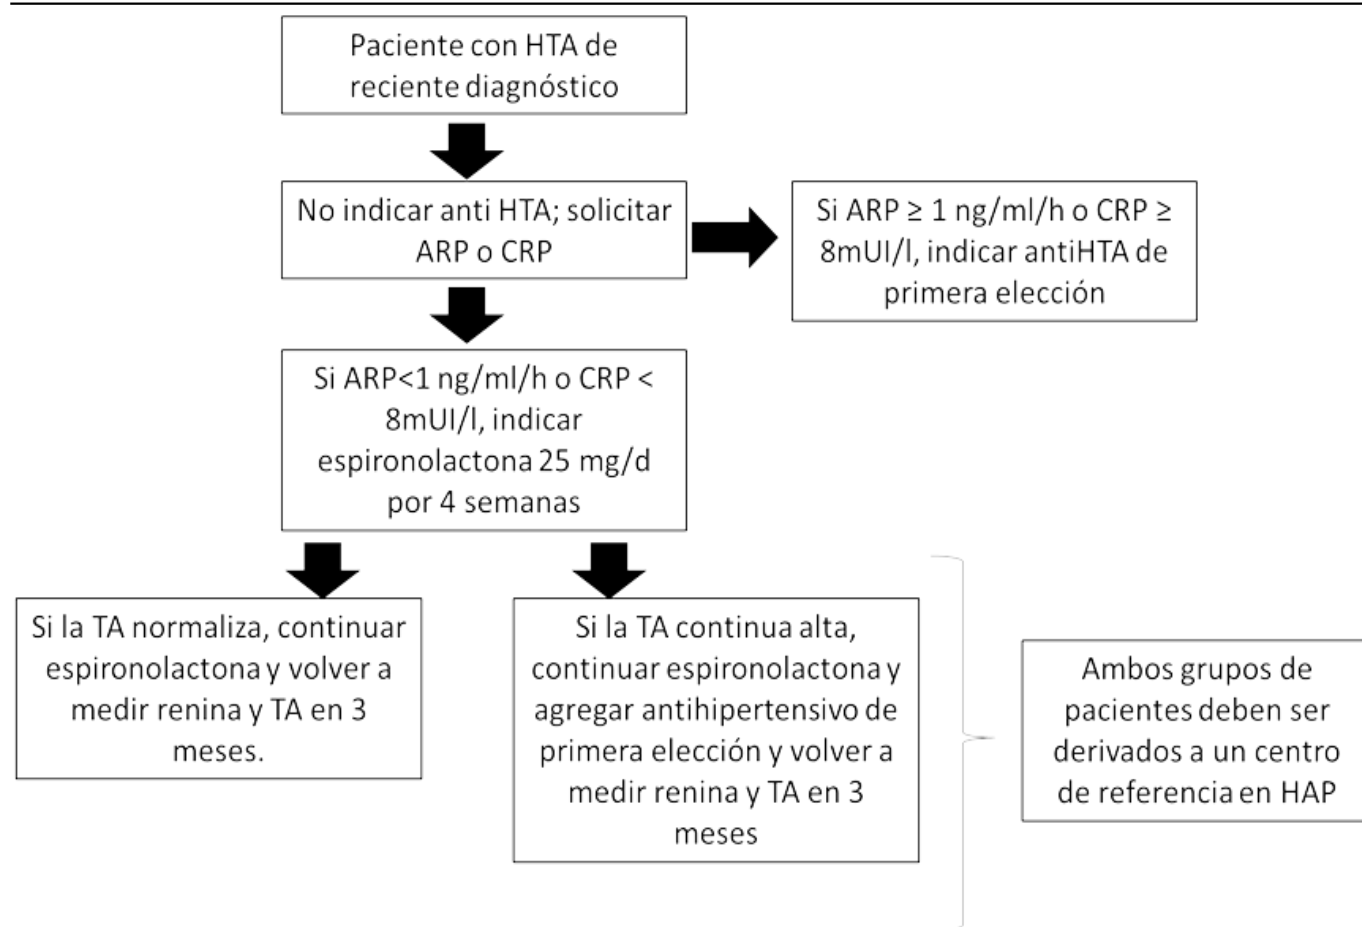 Paciente con HTA de
reciente diagnóstico
No indicar anti HTA; solicitar
ARP o CRP
Si ARP ≥ 1 ng/ml/h o CRP ≥
8mUI/l, indicar antiHTA de
primera elección
Si ARP<1 ng/ml/h o CRP <
8mUI/l, indicar
espironolactona 25 mg/d
por 4 semanas
Si la TA normaliza, continuar
espironolactona y volver a
medir renina y TA en 3
meses.
Si la TA continua alta,
continuar espironolactona y
agregar antihipertensivo de
primera elección y volver a
medir renina y TA en 3
meses
Ambos grupos de
pacientes deben ser
derivados a un centro
de referencia en HAP